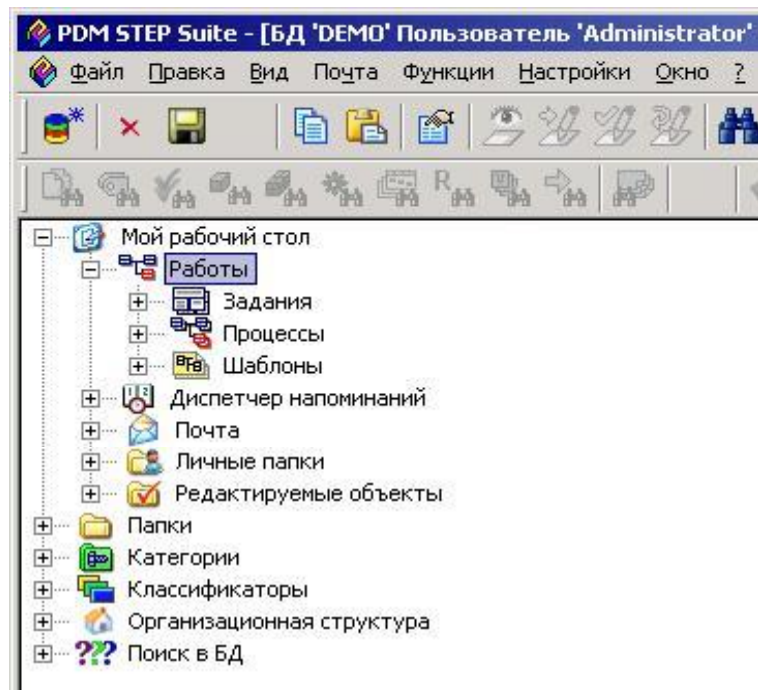 PDM STEP Suite - [БД 'DEMO' Пользователь 'Administrator'
Файл Правка Вид Почта Функции Настройки Окно ?
Мой рабочий стол
Работы
Задания
Процессы
Шаблоны
Диспетчер напоминаний
Почта
Личные папки
Редактируемые объекты
Папки
Категории
Классификаторы
Организационная структура
??? Поиск в БД